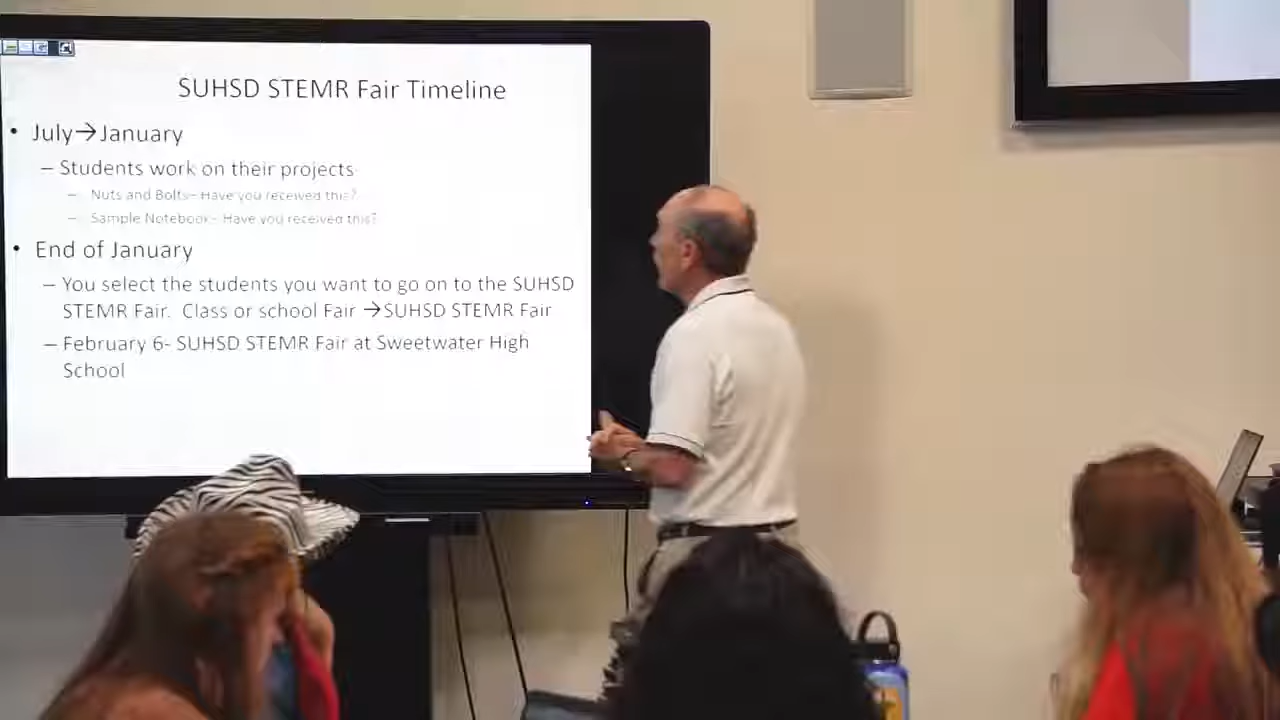 SUHSD STEMR Fair Timeline
• July→January
– Students work on their projects
– Nuts and Bolts– Have you received this?
– Sample Notebook– Have you received this?
• End of January
– You select the students you want to go on to the SUHSD
STEMR Fair. Class or school Fair →SUHSD STEMR Fair
– February 6- SUHSD STEMR Fair at Sweetwater High
School